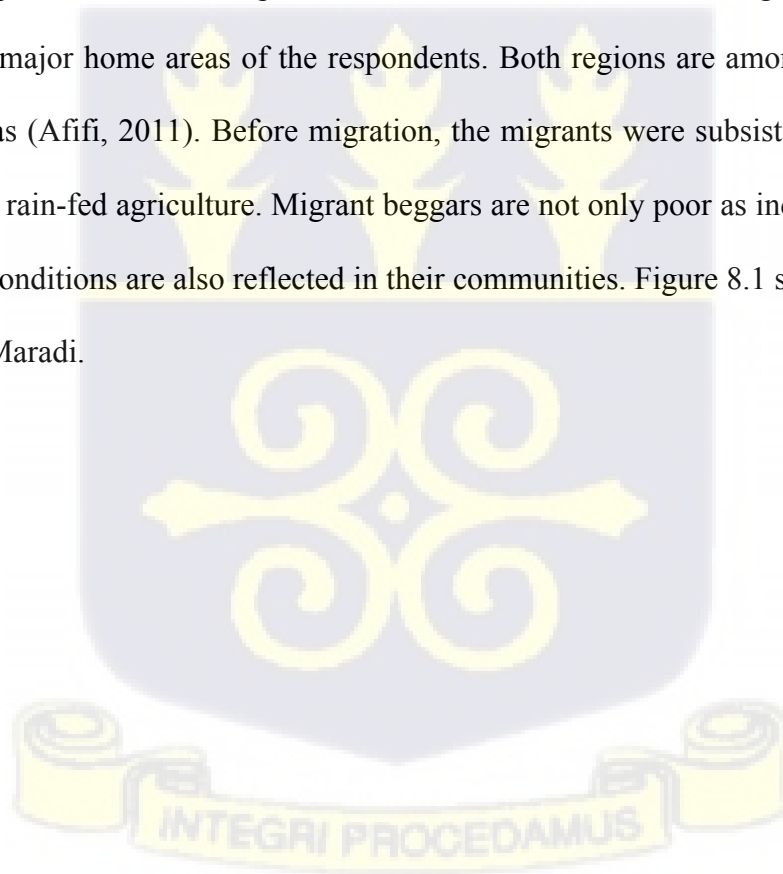 major home areas of the respondents. Both regions are amo
as (Afifi, 2011). Before migration, the migrants were subsist
rain-fed agriculture. Migrant beggars are not only poor as in
onditions are also reflected in their communities. Figure 8.1 s
Maradi.
INTEGRI PROCEDAMUS